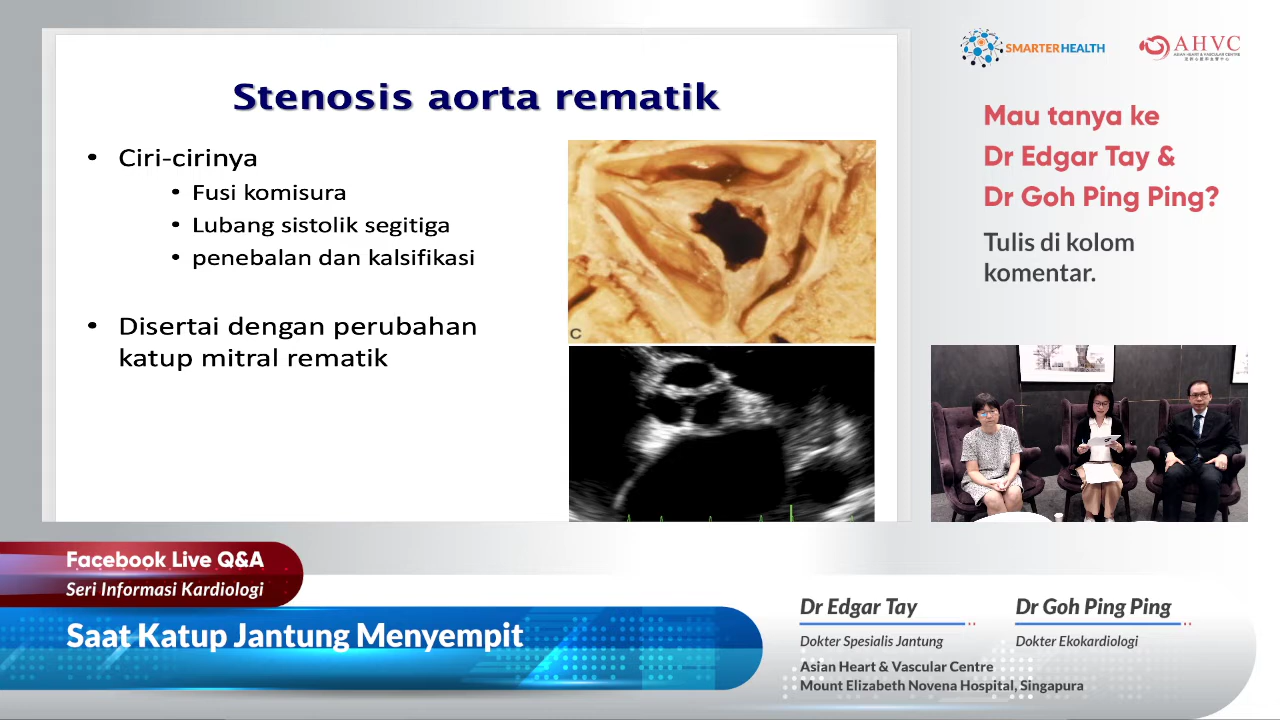 Stenosis aorta rematik
• Ciri-cirinya
• Fusi komisura
• Lubang sistolik segitiga
• penebalan dan kalsifikasi
• Disertai dengan perubahan
katup mitral rematik
C
SMARTERHEALTH
AHVC
ASIAN HEART & VASCULAR CENTRE
Mau tanya ke
Dr Edgar Tay &
Dr Goh Ping Ping?
Tulis di kolom
komentar.
Facebook Live Q&A
Seri Informasi Kardiologi
Saat Katup Jantung Menyempit
Dr Edgar Tay
Dokter Spesialis Jantung
Dr Goh Ping Ping
Dokter Ekokardiologi
Asian Heart & Vascular Centre
Mount Elizabeth Novena Hospital, Singapura